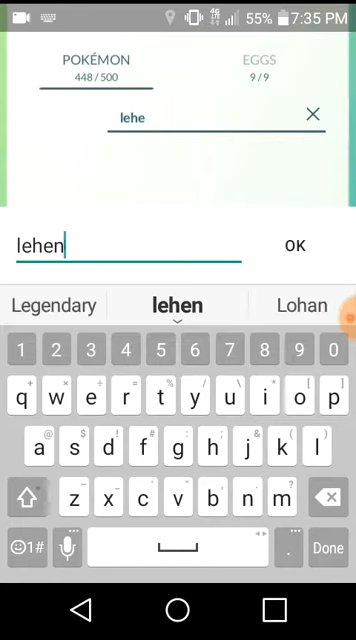 4G 55% 7:35 PM
POKÉMON EGGS
448 / 500 9 / 9
lehe
lehen OK
Legendary lehen Lohan
1 2 3 4 5 6 7 8 9 0
q w e r t y u i o p
a s d f g h j k l
z x c v b n m
1# . Done